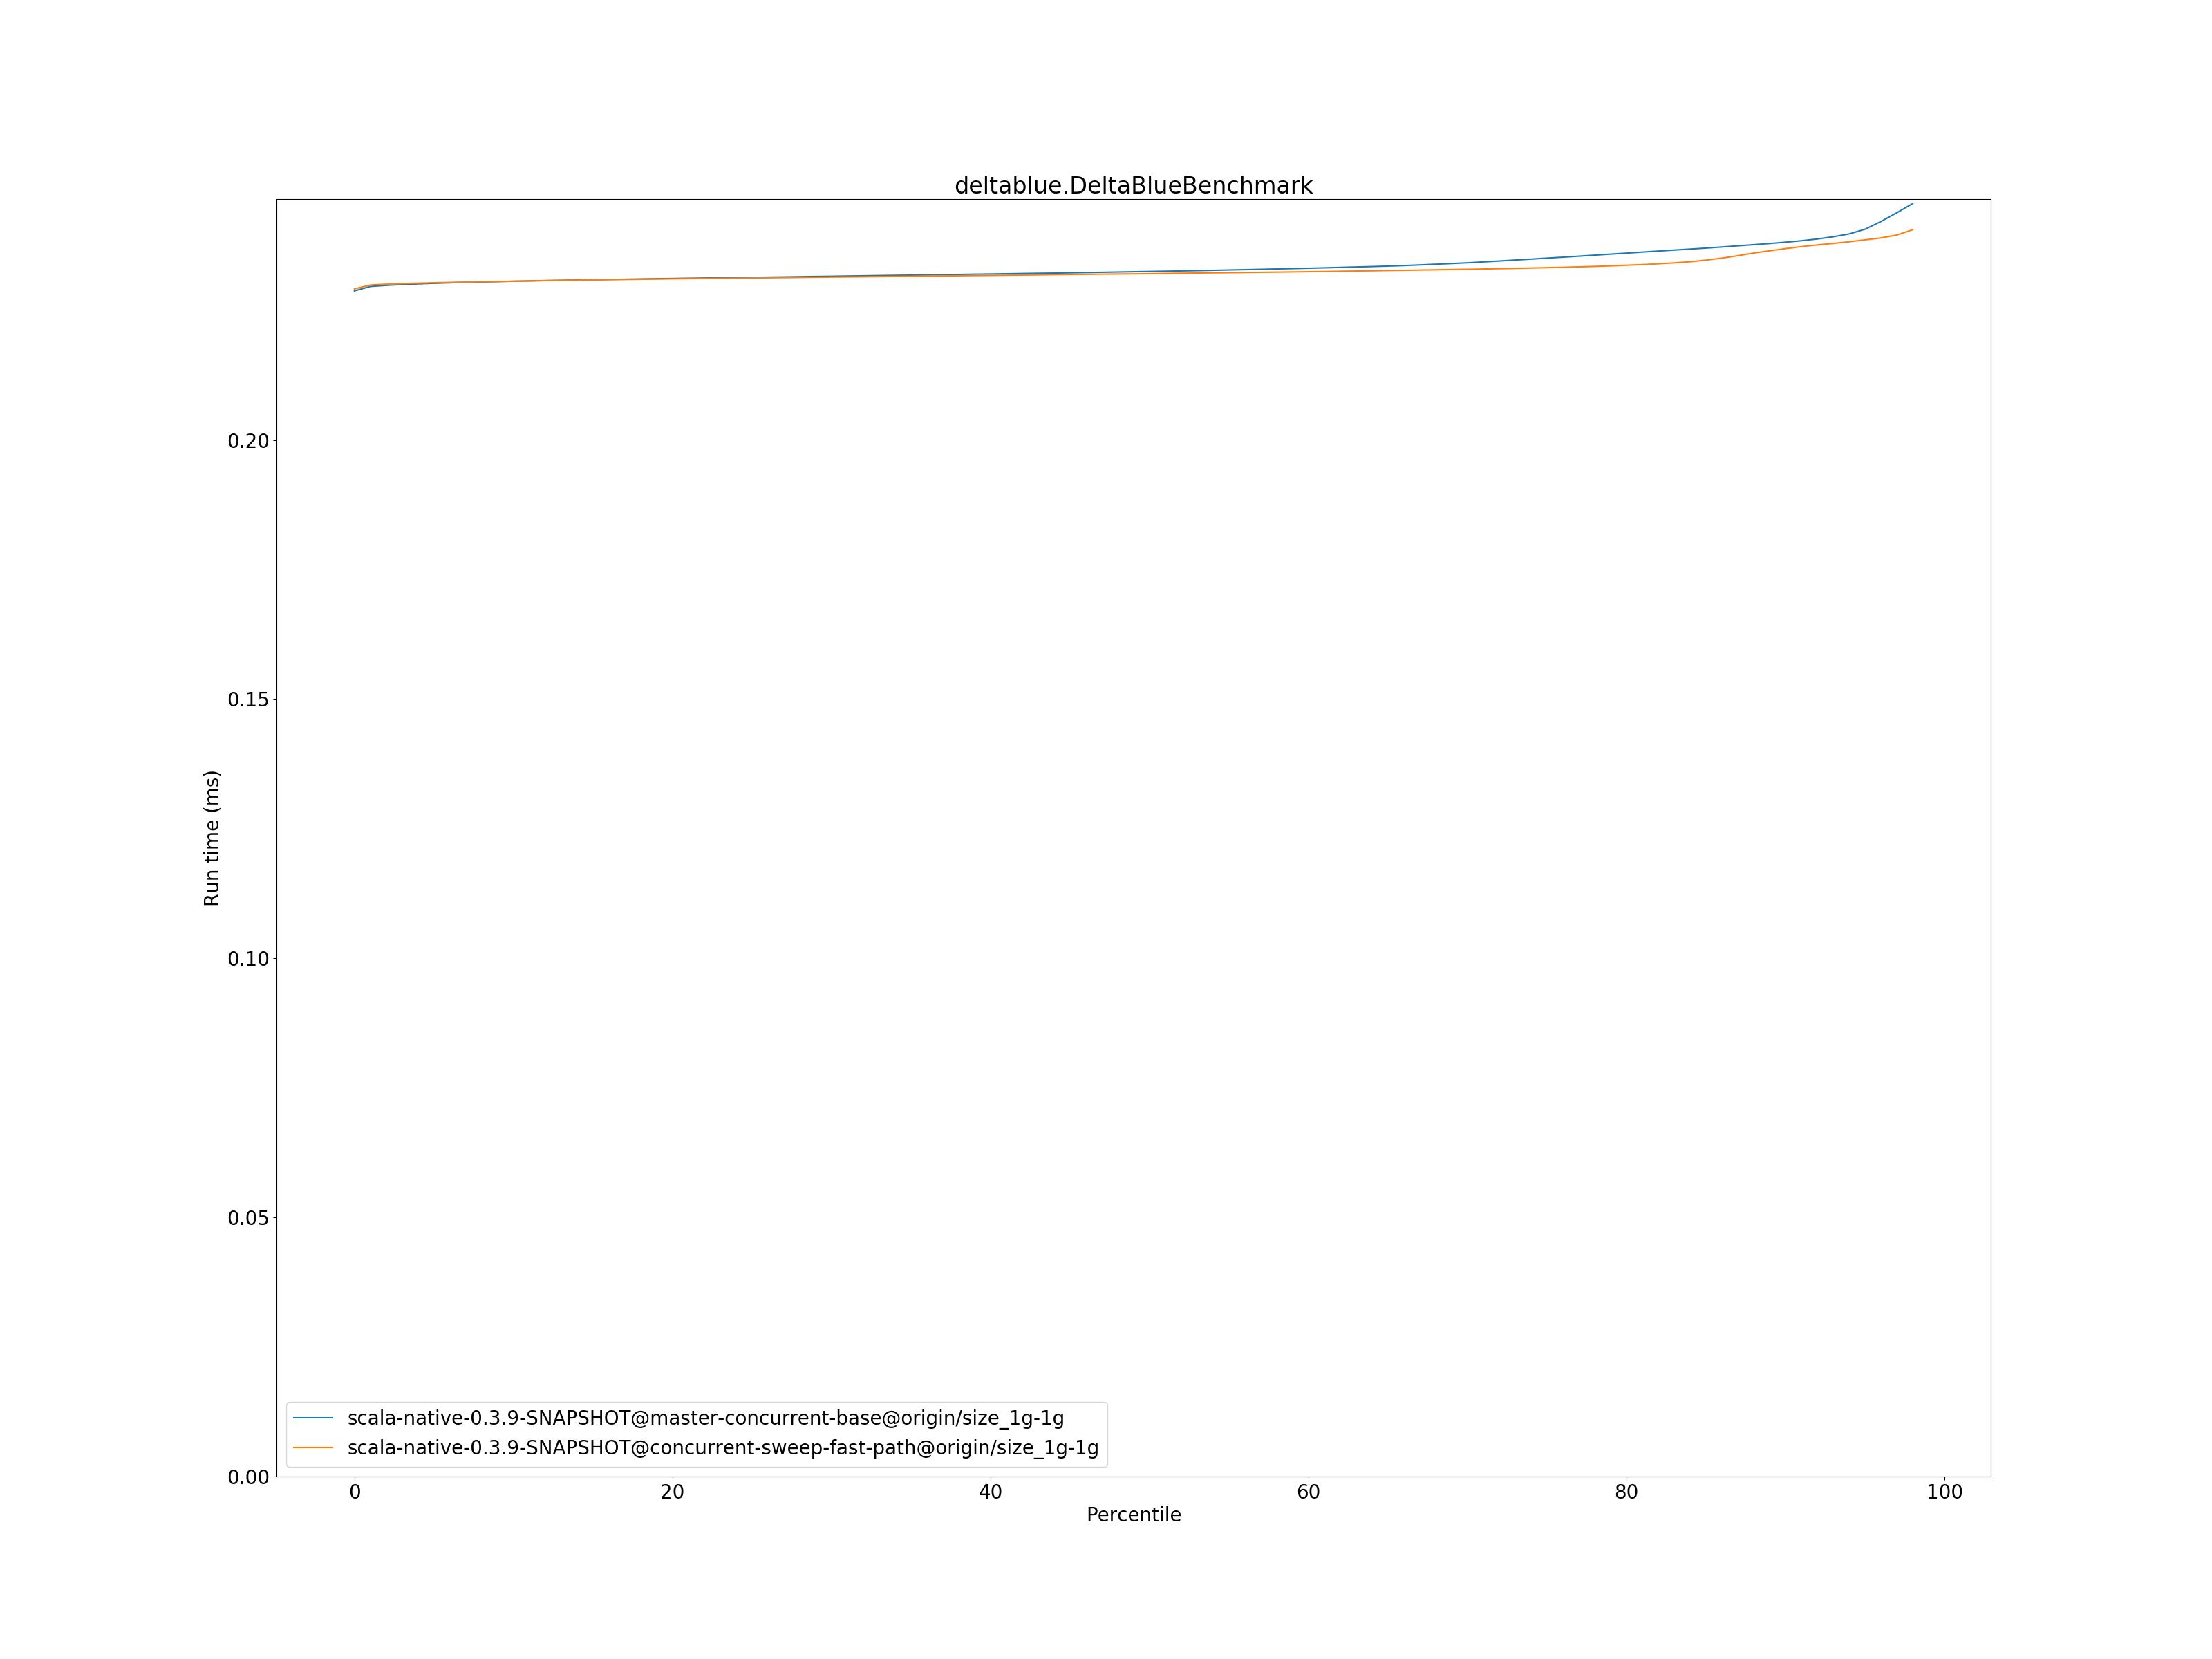 deltablue.DeltaBlueBenchmark
Run time (ms)
0.20
0.15
0.10
0.05
0.00
scala-native-0.3.9-SNAPSHOT@master-concurrent-base@origin/size_1g-1g
scala-native-0.3.9-SNAPSHOT@concurrent-sweep-fast-path@origin/size_1g-1g
0 20 40 60 80 100
Percentile